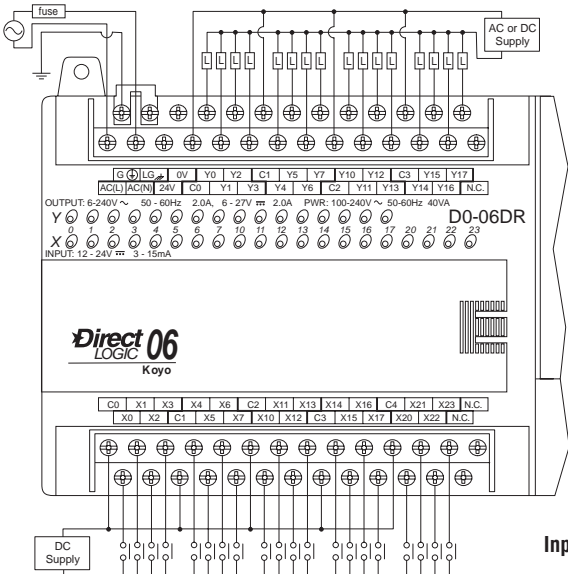 fuse
AC or DC
Supply
L L L L L L L L L L L L L L L L
G LG 0V Y0 Y2 C1 Y5 Y7 Y10 Y12 C3 Y15 Y17
AC(L) AC(N) 24V C0 Y1 Y3 Y4 Y6 C2 Y11 Y13 Y14 Y16 N.C.
OUTPUT: 6-240V ~ 50 - 60Hz 2.0A, 6 - 27V ⎓ 2.0A PWR: 100-240V ~ 50-60Hz 40VA
Y D0-06DR
0 1 2 3 4 5 6 7 10 11 12 13 14 15 16 17 20 21 22 23
X
INPUT: 12 - 24V ⎓ 3 - 15mA
Direct
LOGIC 06
Koyo
C0 X1 X3 X4 X6 C2 X11 X13 X14 X16 C4 X21 X23 N.C.
X0 X2 C1 X5 X7 X10 X12 C3 X15 X17 X20 X22 N.C.
DC
Supply
Inp